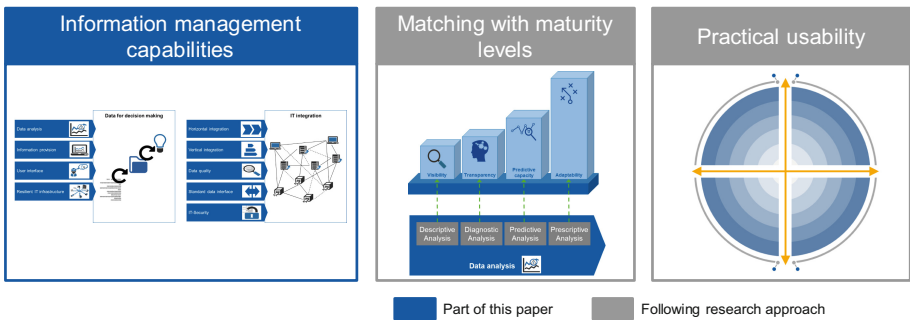 Information management
capabilities
Matching with maturity
levels
Practical usability
Data for decision making
Data analysis
Information provision
User interface
Resilient IT infrastructure
IT integration
Horizontal integration
Vertical integration
Data quality
Standard data interface
IT-Security
Visibility
Transparency
Predictive
capacity
Adaptability
Descriptive
Analysis
Diagnostic
Analysis
Predictive
Analysis
Prescriptive
Analysis
Data analysis
Part of this paper
Following research approach